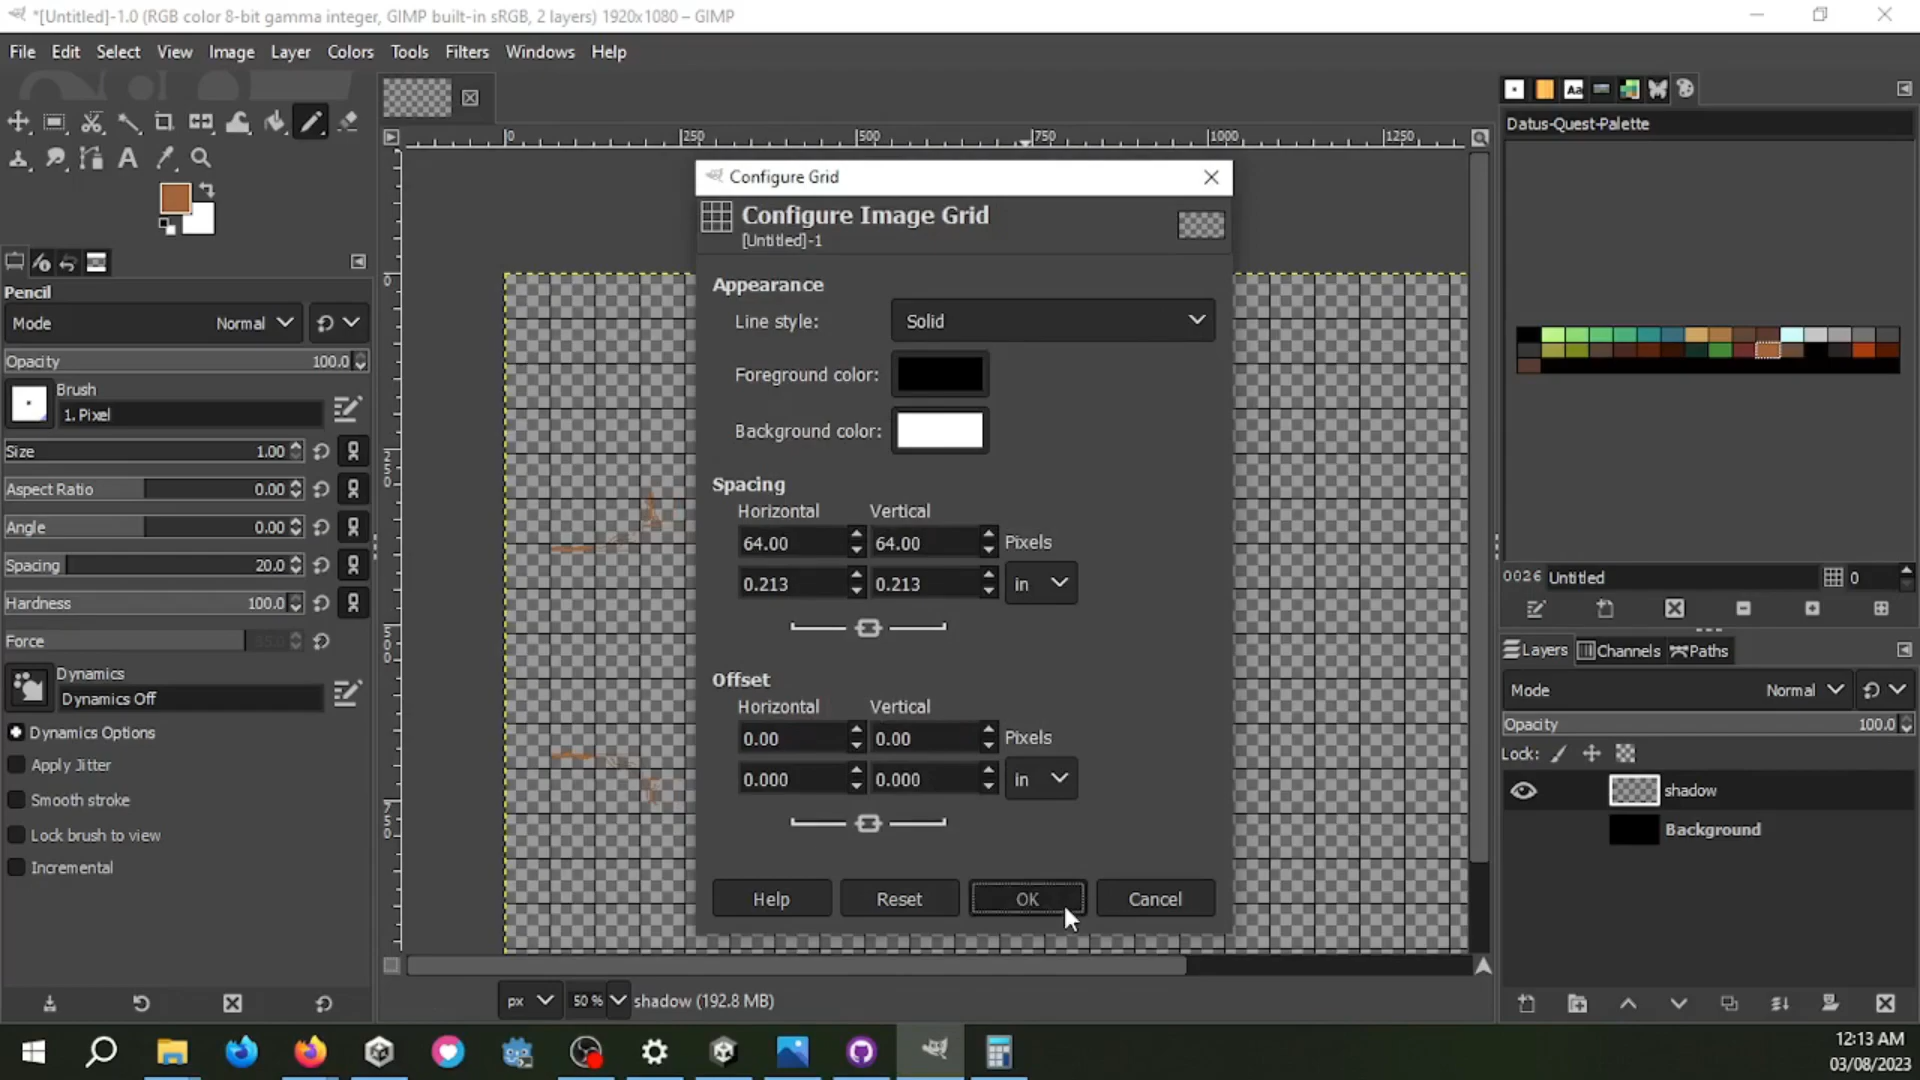 *[Untitled]-1.0 (RGB color 8-bit gamma integer, GIMP built-in sRGB, 2 layers) 1920x1080 – GIMP
File Edit Select View Image Layer Colors Tools Filters Windows Help
0 250 500 750 1000 1250
0
250
500
750
Pencil
Mode Normal
Opacity 100.0
Brush
1. Pixel
Size 1.00
Aspect Ratio 0.00
Angle 0.00
Spacing 20.0
Hardness 100.0
Force
Dynamics
Dynamics Off
Dynamics Options
Apply Jitter
Smooth stroke
Lock brush to view
Incremental
Configure Grid
Configure Image Grid
[Untitled]-1
Appearance
Line style: Solid
Foreground color:
Background color:
Spacing
Horizontal Vertical
64.00 64.00 Pixels
0.213 0.213 in
Offset
Horizontal Vertical
0.00 0.00 Pixels
0.000 0.000 in
Help Reset OK Cancel
px 50 % shadow (192.8 MB)
Aa
Datus-Quest-Palette
0026 Untitled 0
Layers Channels Paths
Mode Normal
Opacity 100.0
Lock:
shadow
Background
12:13 AM
03/08/2023